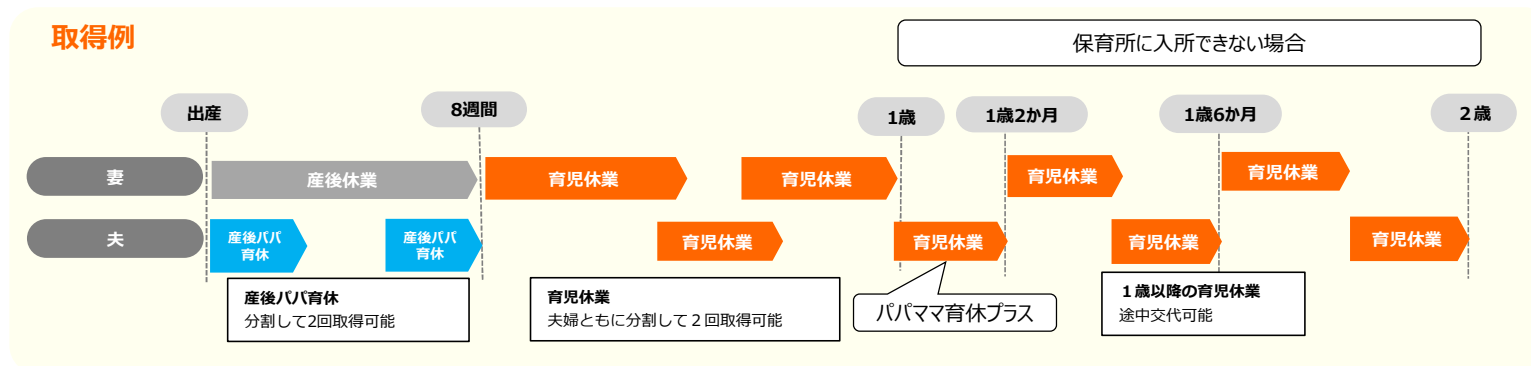 取得例
保育所に入所できない場合
出産
8週間
1歳
1歳2か月
1歳6か月
２歳
妻
産後休業
育児休業
育児休業
育児休業
育児休業
夫
産後パパ
育休
産後パパ
育休
育児休業
育児休業
育児休業
育児休業
産後パパ育休
分割して2回取得可能
育児休業
夫婦ともに分割して２回取得可能
パパママ育休プラス
１歳以降の育児休業
途中交代可能